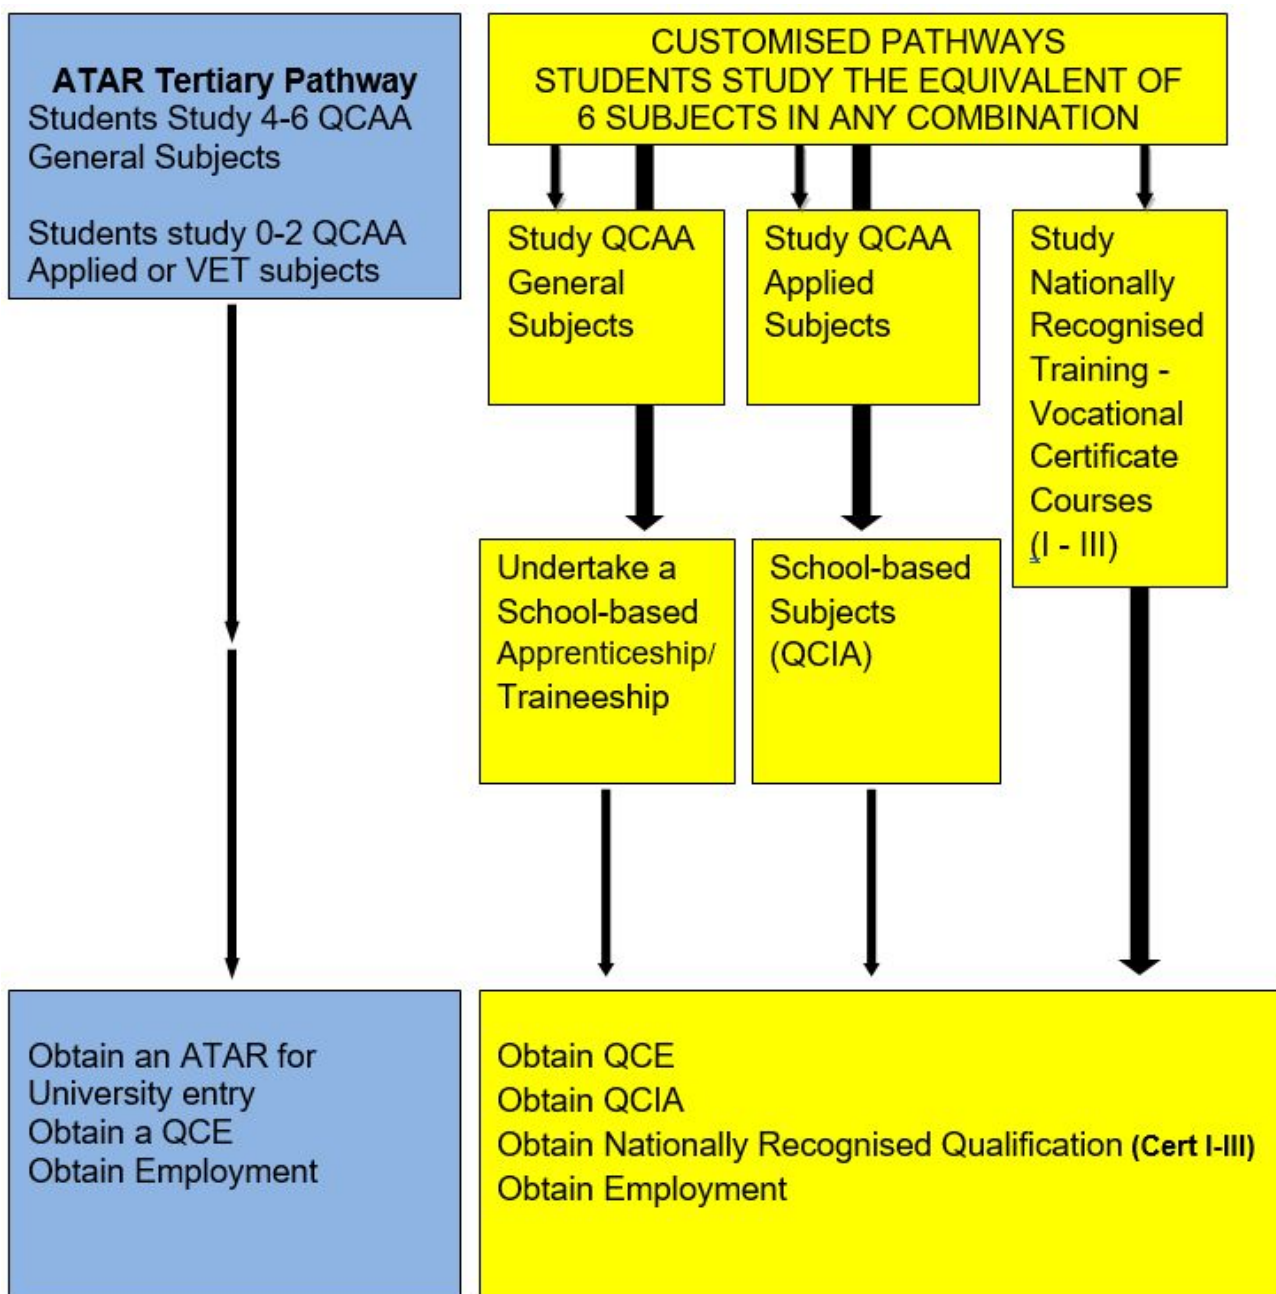 ATAR Tertiary Pathway
Students Study 4-6 QCAA
General Subjects
Students study 0-2 QCAA
Applied or VET subjects
CUSTOMISED PATHWAYS
STUDENTS STUDY THE EQUIVALENT OF
6 SUBJECTS IN ANY COMBINATION
Study QCAA
General
Subjects
Study QCAA
Applied
Subjects
Study
Nationally
Recognised
Training -
Vocational
Certificate
Courses
(I - III)
Undertake a
School-based
Apprenticeship/
Traineeship
School-based
Subjects
(QCIA)
Obtain an ATAR for
University entry
Obtain a QCE
Obtain Employment
Obtain QCE
Obtain QCIA
Obtain Nationally Recognised Qualification (Cert I-III)
Obtain Employment